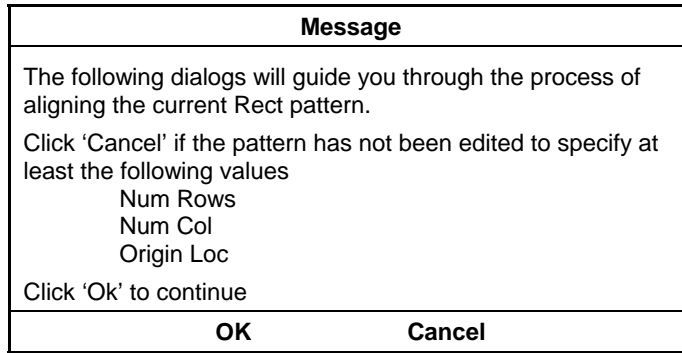 Message
The following dialogs will guide you through the process of
aligning the current Rect pattern.
Click ‘Cancel’ if the pattern has not been edited to specify at
least the following values
Num Rows
Num Col
Origin Loc
Click ‘Ok’ to continue
OK Cancel